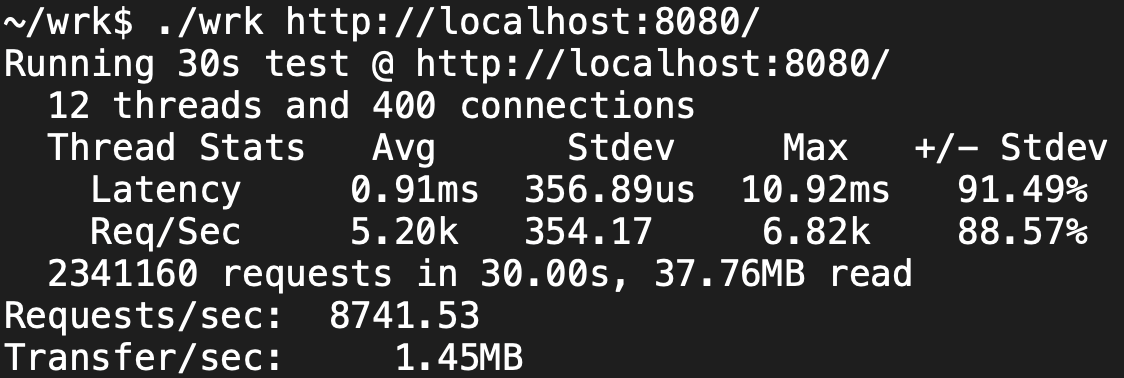 ~/wrk$ ./wrk http://localhost:8080/
Running 30s test @ http://localhost:8080/
  12 threads and 400 connections
  Thread Stats   Avg      Stdev     Max   +/- Stdev
    Latency     0.91ms  356.89us  10.92ms   91.49%
    Req/Sec     5.20k   354.17     6.82k    88.57%
  2341160 requests in 30.00s, 37.76MB read
Requests/sec:  8741.53
Transfer/sec:     1.45MB